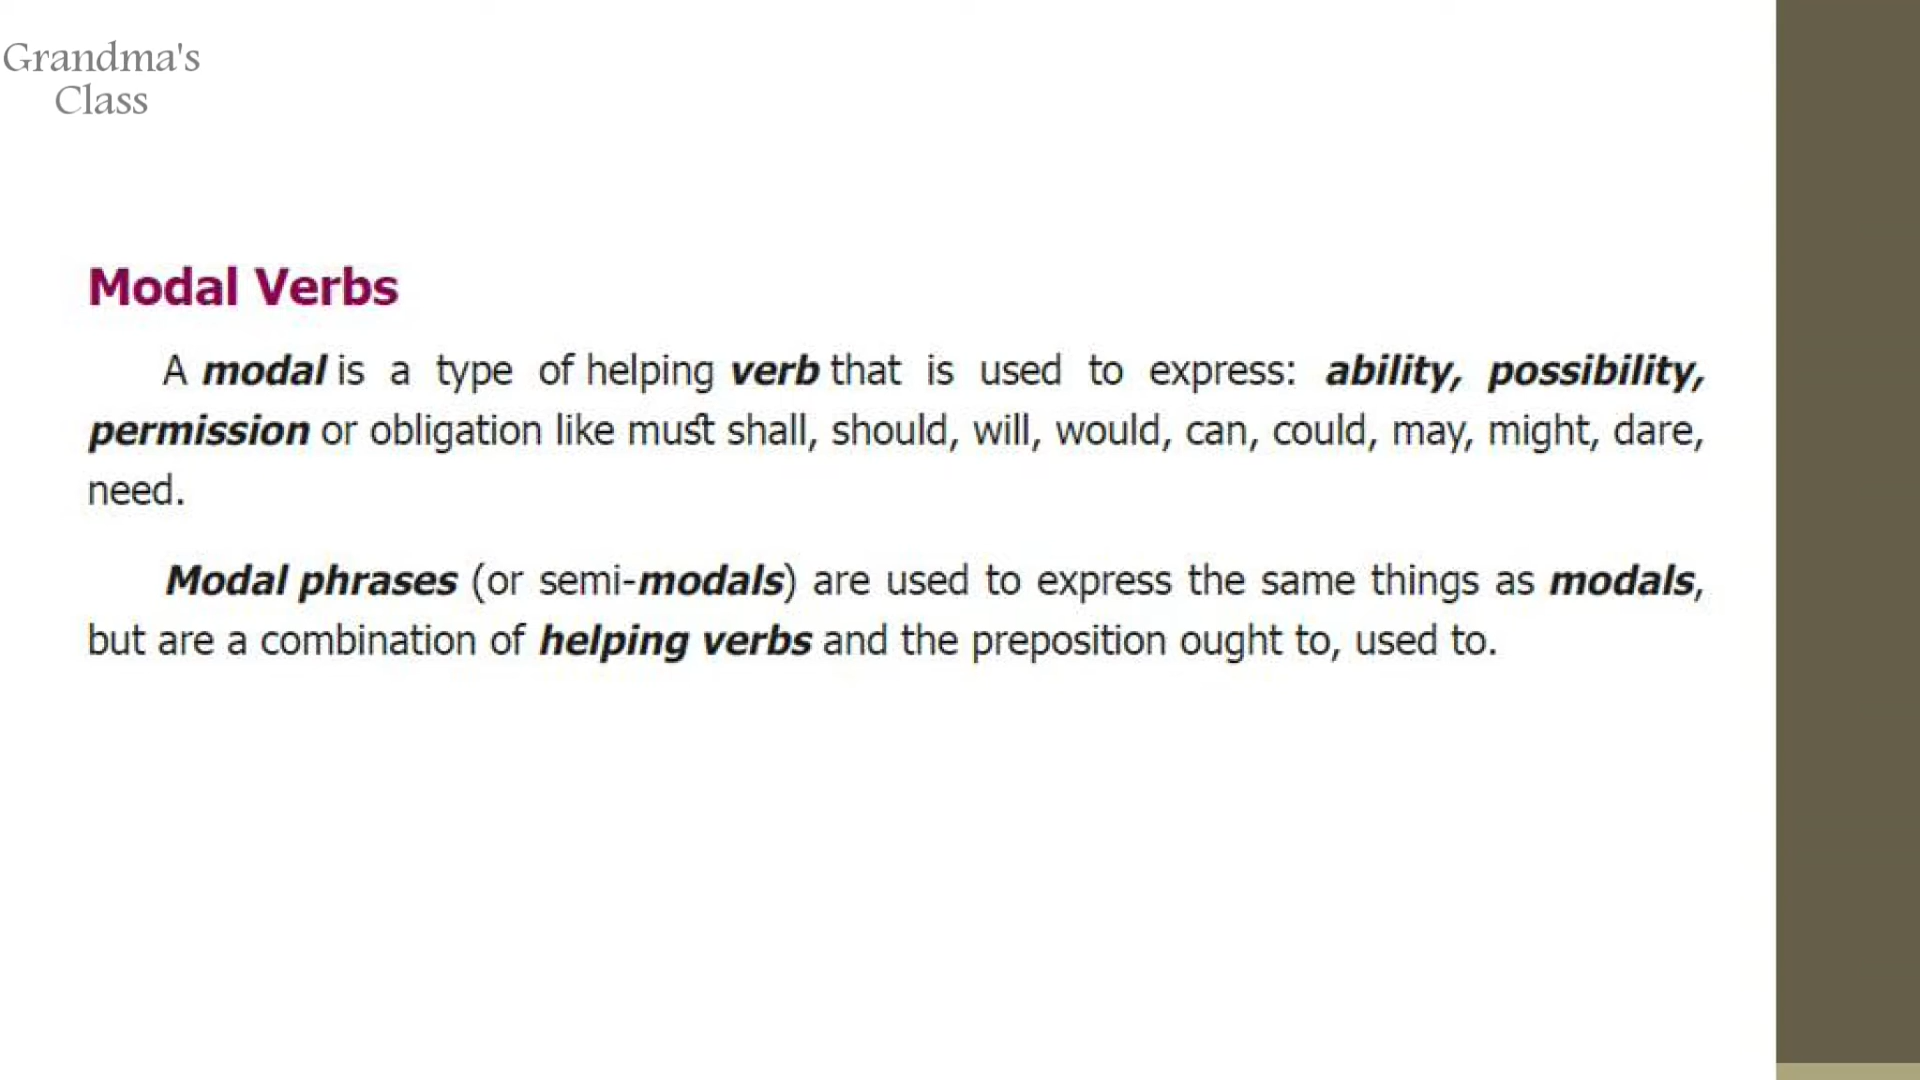 Grandma's
Class
Modal Verbs
A modal is a type of helping verb that is used to express: ability, possibility,
permission or obligation like must shall, should, will, would, can, could, may, might, dare,
need.
Modal phrases (or semi-modals) are used to express the same things as modals,
but are a combination of helping verbs and the preposition ought to, used to.